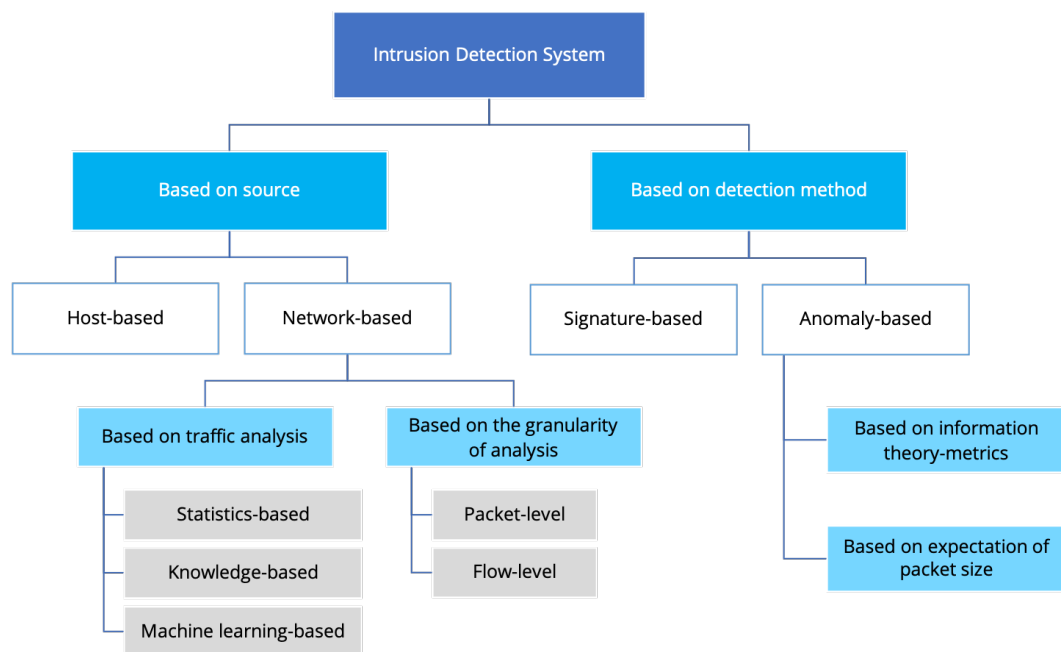 Intrusion Detection System
Based on source
Based on detection method
Host-based
Network-based
Signature-based
Anomaly-based
Based on traffic analysis
Based on the granularity
of analysis
Based on information
theory-metrics
Statistics-based
Packet-level
Knowledge-based
Flow-level
Based on expectation of
packet size
Machine learning-based